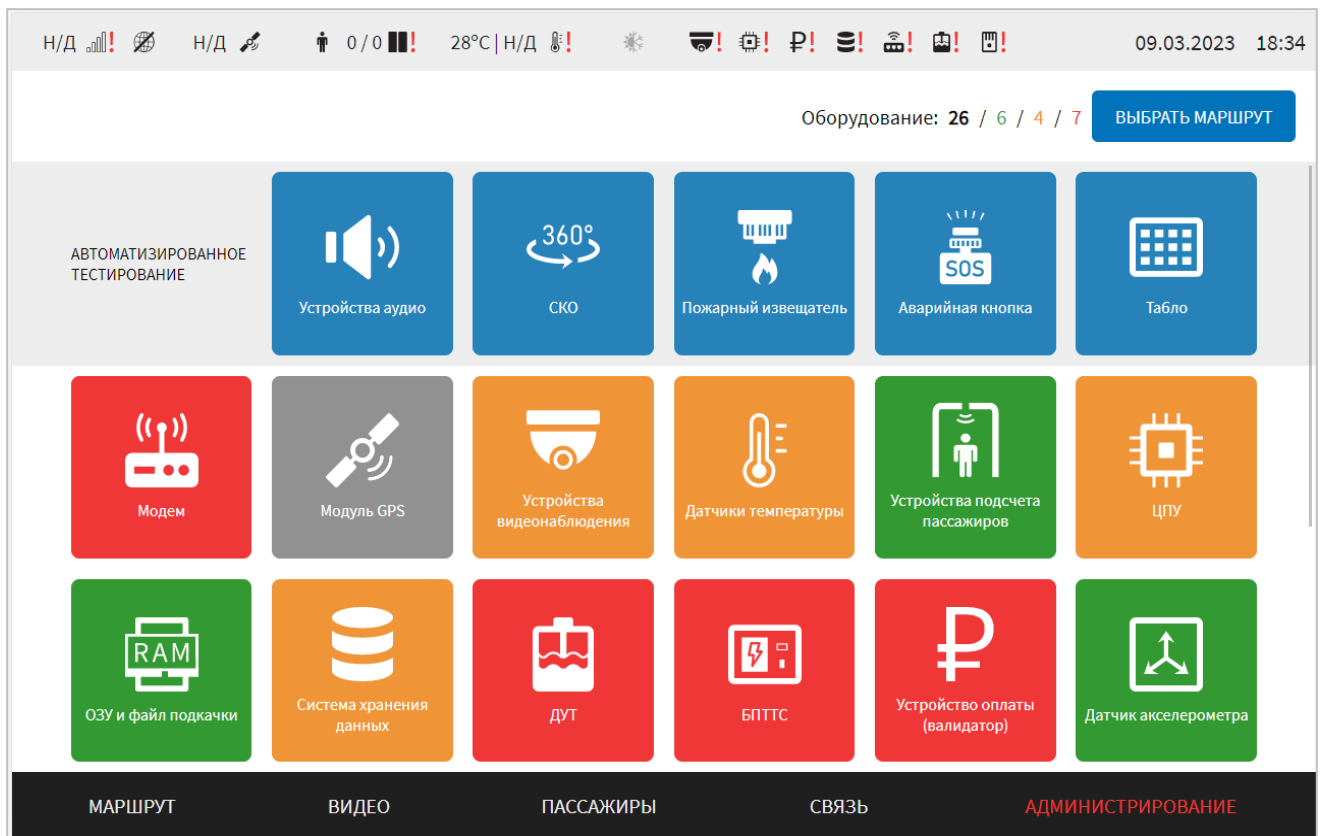 Н/Д ! Н/Д 0 / 0 ! 28°C | Н/Д ! ! ! ₽! ! ! ! ! 09.03.2023 18:34
Оборудование: 26 / 6 / 4 / 7 ВЫБРАТЬ МАРШРУТ
АВТОМАТИЗИРОВАННОЕ
ТЕСТИРОВАНИЕ
360°
SOS
Устройства аудио СКО Пожарный извещатель Аварийная кнопка Табло
Модем Модуль GPS Устройства
видеонаблюдения Датчики температуры Устройства подсчета
пассажиров ЦПУ
RAM
₽
ОЗУ и файл подкачки Система хранения
данных ДУТ БПТТС Устройство оплаты
(валидатор) Датчик акселерометра
МАРШРУТ ВИДЕО ПАССАЖИРЫ СВЯЗЬ АДМИНИСТРИРОВАНИЕ